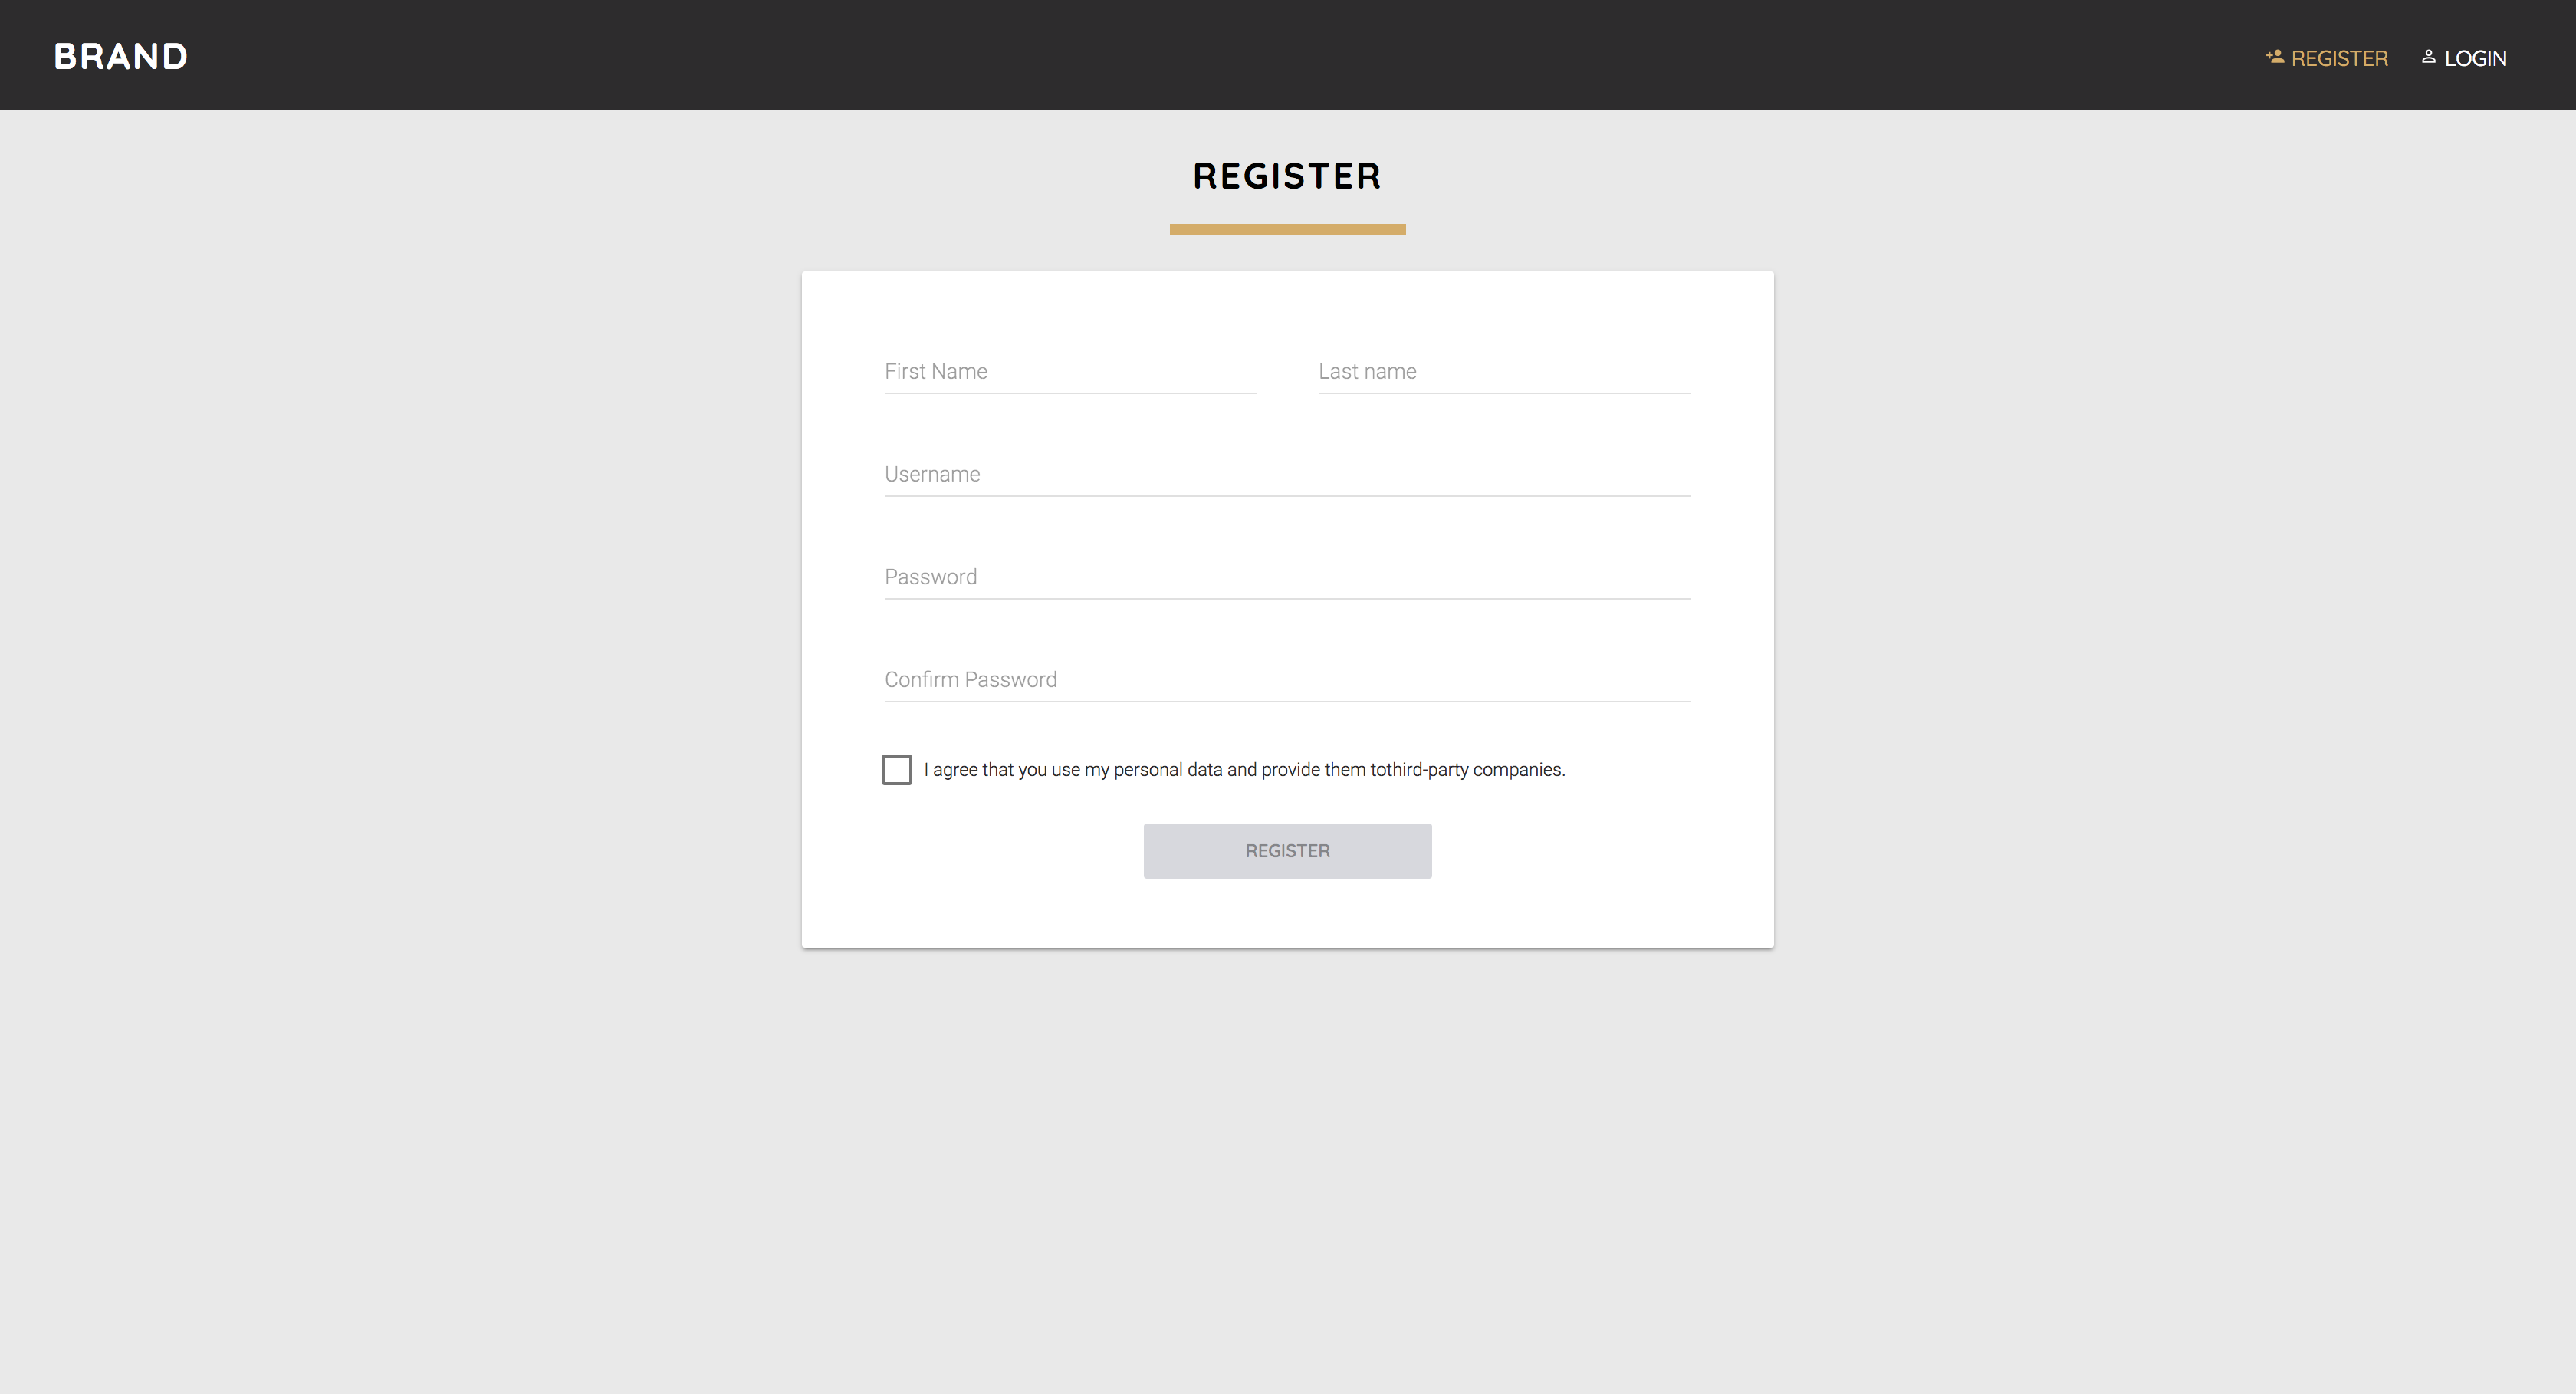 BRAND
REGISTER LOGIN
REGISTER
First Name Last name
Username
Password
Confirm Password
I agree that you use my personal data and provide them tothird-party companies.
REGISTER